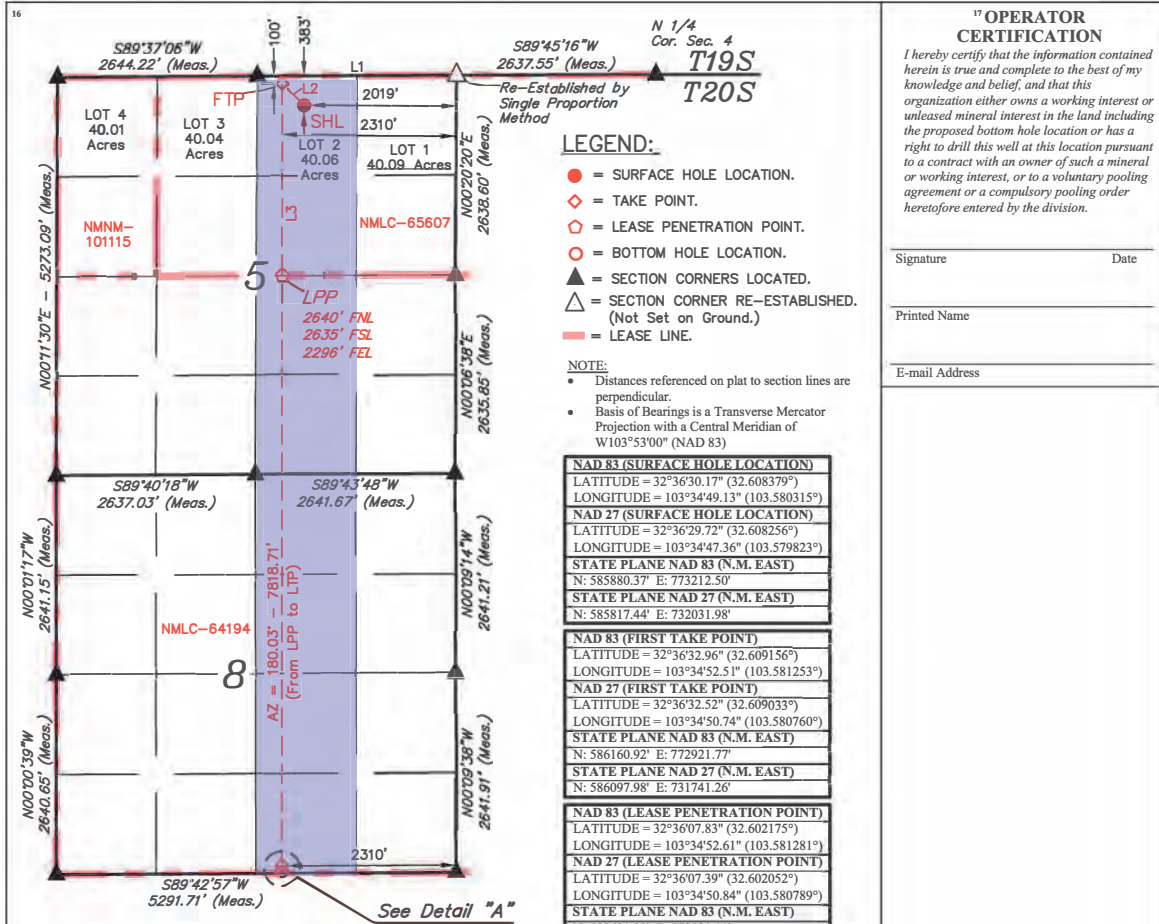 16
100'
383'
N 1/4
Cor. Sec. 4
S89°37'06"W
2644.22' (Meas.)
L1
S89°45'16"W
2637.55' (Meas.)
T19S
T20S
FTP
L2
2019'
Re-Established by
Single Proportion
Method
SHL
2310'
LOT 4
40.01
Acres
LOT 3
40.04
Acres
LOT 2
40.06
Acres
LOT 1
40.09 Acres
N00°20'20"E
2638.60' (Meas.)
L3
NMNM-
101115
NMLC-65607
N00°11'30"E - 5273.09' (Meas.)
5
LPP
2640' FNL
2635' FSL
2296' FEL
N00°06'38"E
2635.85' (Meas.)
S89°40'18"W
2637.03' (Meas.)
S89°43'48"W
2641.67' (Meas.)
N00°01'17"W
2641.15' (Meas.)
N00°09'14"W
2641.21' (Meas.)
NMLC-64194
8
AZ = 180.03° - 7818.71'
(From LPP to LTP)
N00°00'39"W
2640.65' (Meas.)
N00°09'38"W
2641.91' (Meas.)
2310'
S89°42'57"W
5291.71' (Meas.)
See Detail "A"
LEGEND:
= SURFACE HOLE LOCATION.
= TAKE POINT.
= LEASE PENETRATION POINT.
= BOTTOM HOLE LOCATION.
= SECTION CORNERS LOCATED.
= SECTION CORNER RE-ESTABLISHED.
(Not Set on Ground.)
= LEASE LINE.
NOTE:
• Distances referenced on plat to section lines are
perpendicular.
• Basis of Bearings is a Transverse Mercator
Projection with a Central Meridian of
W103°53'00" (NAD 83)
NAD 83 (SURFACE HOLE LOCATION)
LATITUDE = 32°36'30.17" (32.608379°)
LONGITUDE = 103°34'49.13" (103.580315°)
NAD 27 (SURFACE HOLE LOCATION)
LATITUDE = 32°36'29.72" (32.608256°)
LONGITUDE = 103°34'47.36" (103.579823°)
STATE PLANE NAD 83 (N.M. EAST)
N: 585880.37' E: 773212.50'
STATE PLANE NAD 27 (N.M. EAST)
N: 585817.44' E: 732031.98'
NAD 83 (FIRST TAKE POINT)
LATITUDE = 32°36'32.96" (32.609156°)
LONGITUDE = 103°34'52.51" (103.581253°)
NAD 27 (FIRST TAKE POINT)
LATITUDE = 32°36'32.52" (32.609033°)
LONGITUDE = 103°34'50.74" (103.580760°)
STATE PLANE NAD 83 (N.M. EAST)
N: 586160.92' E: 772921.77'
STATE PLANE NAD 27 (N.M. EAST)
N: 586097.98' E: 731741.26'
NAD 83 (LEASE PENETRATION POINT)
LATITUDE = 32°36'07.83" (32.602175°)
LONGITUDE = 103°34'52.61" (103.581281°)
NAD 27 (LEASE PENETRATION POINT)
LATITUDE = 32°36'07.39" (32.602052°)
LONGITUDE = 103°34'50.84" (103.580789°)
STATE PLANE NAD 83 (N.M. EAST)
17 OPERATOR
CERTIFICATION
I hereby certify that the information contained
herein is true and complete to the best of my
knowledge and belief, and that this
organization either owns a working interest or
unleased mineral interest in the land including
the proposed bottom hole location or has a
right to drill this well at this location pursuant
to a contract with an owner of such a mineral
or working interest, or to a voluntary pooling
agreement or a compulsory pooling order
heretofore entered by the division.
Signature Date
Printed Name
E-mail Address